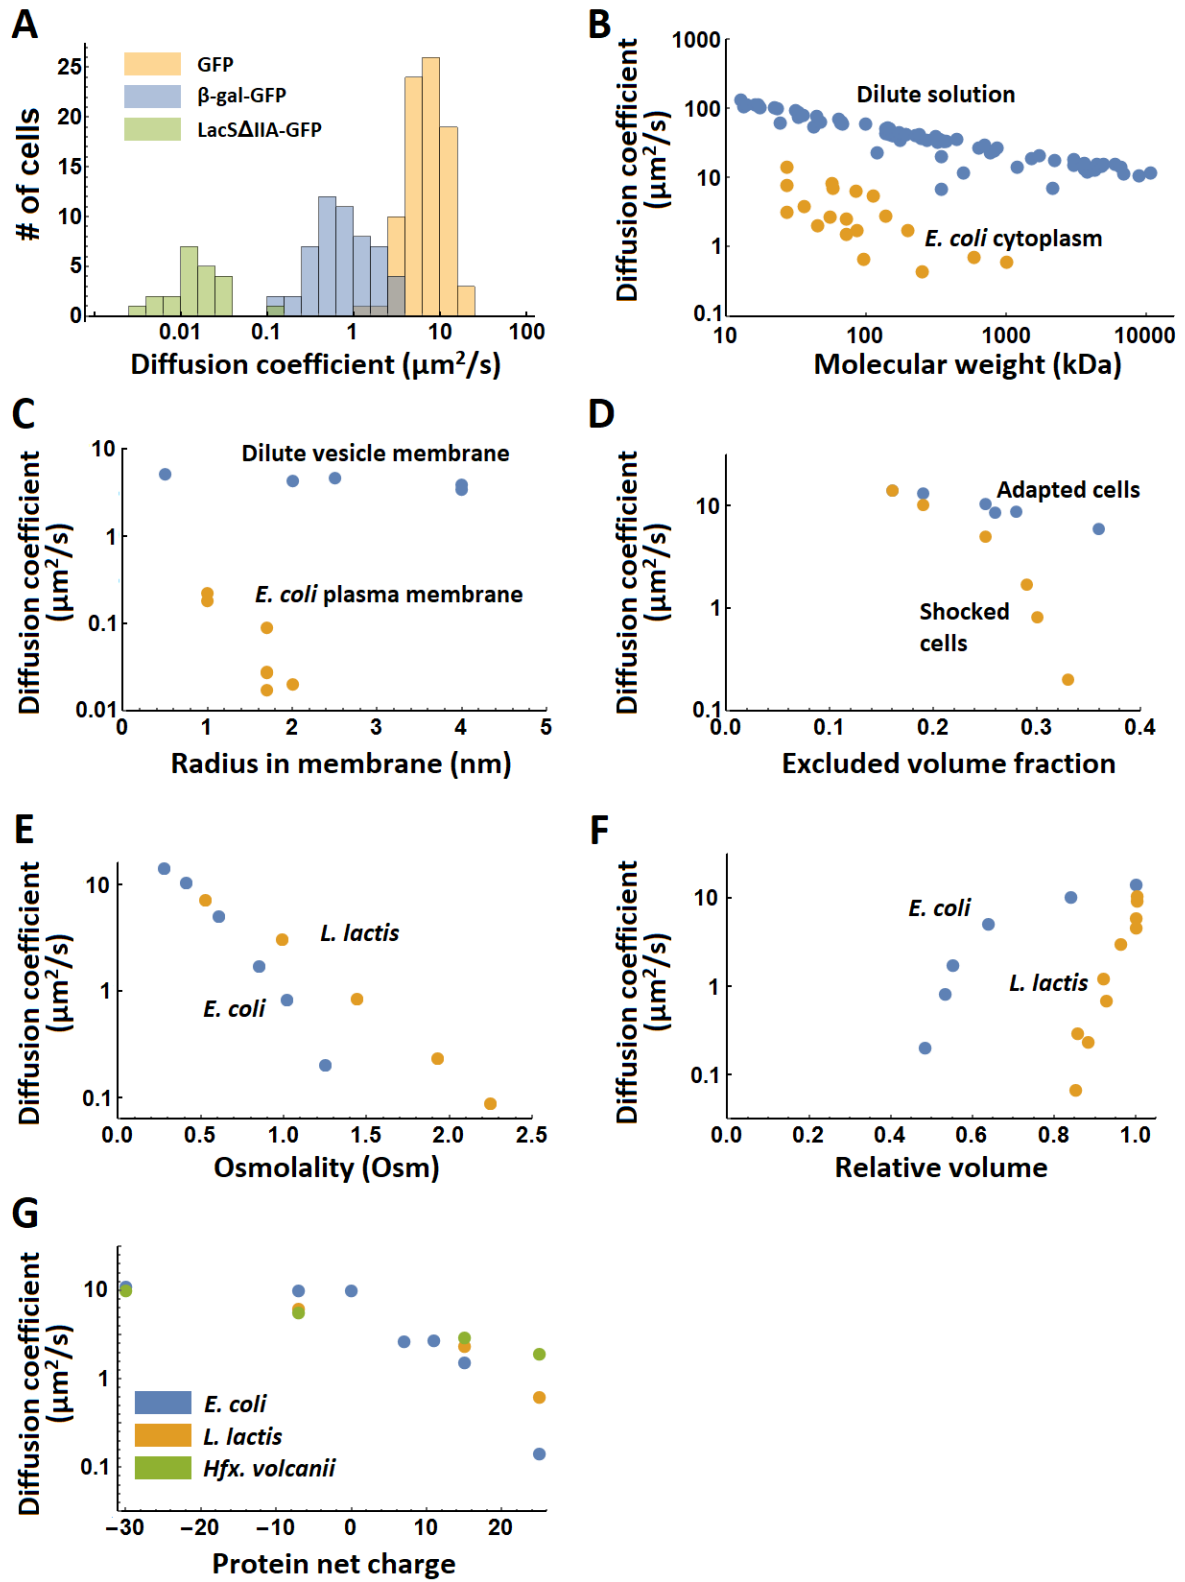 A
# of cells
25
20
15
10
5
0
GFP
β-gal-GFP
LacSΔIIA-GFP
0.01 0.1 1 10 100
Diffusion coefficient (μm²/s)
B
Diffusion coefficient
(μm²/s)
1000
100
10
1
0.1
Dilute solution
E. coli cytoplasm
10 100 1000 10000
Molecular weight (kDa)
C
Diffusion coefficient
(μm²/s)
10
1
0.1
0.01
Dilute vesicle membrane
E. coli plasma membrane
0 1 2 3 4 5
Radius in membrane (nm)
D
Diffusion coefficient
(μm²/s)
10
1
0.1
Adapted cells
Shocked
cells
0.0 0.1 0.2 0.3 0.4
Excluded volume fraction
E
Diffusion coefficient
(μm²/s)
10
1
0.1
L. lactis
E. coli
0.0 0.5 1.0 1.5 2.0 2.5
Osmolality (Osm)
F
Diffusion coefficient
(μm²/s)
10
1
0.1
E. coli
L. lactis
0.0 0.2 0.4 0.6 0.8 1.0
Relative volume
G
Diffusion coefficient
(μm²/s)
10
1
0.1
E. coli
L. lactis
Hfx. volcanii
−30 −20 −10 0 10 20
Protein net charge